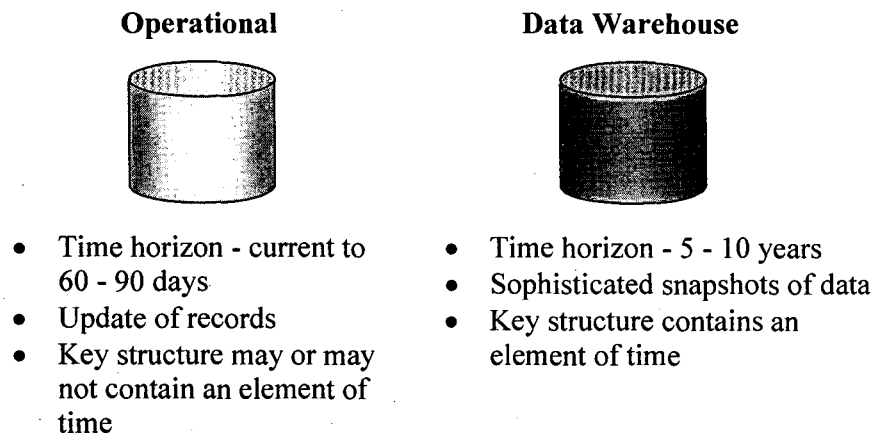 Operational
• Time horizon - current to
60 - 90 days
• Update of records
• Key structure may or may
not contain an element of
time
Data Warehouse
• Time horizon - 5 - 10 years
• Sophisticated snapshots of data
• Key structure contains an
element of time